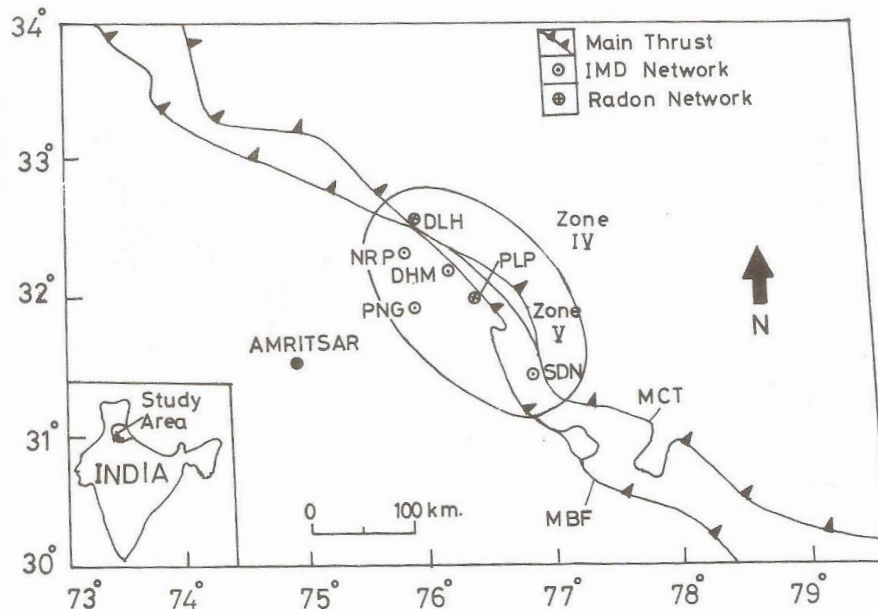 34°
33°
32°
31°
30°
73°
74°
75°
76°
77°
78°
79°
Main Thrust
IMD Network
Radon Network
DLH
NRP
DHM
PLP
PNG
SDN
Zone
IV
Zone
V
N
AMRITSAR
MCT
MBF
Study
Area
INDIA
0
100 km.